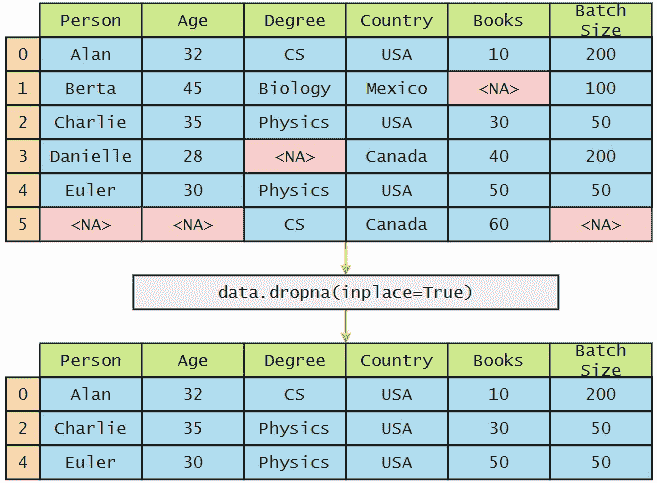 Person Age Degree Country Books Batch Size
0 Alan 32 CS USA 10 200
1 Berta 45 Biology Mexico <NA> 100
2 Charlie 35 Physics USA 30 50
3 Danielle 28 <NA> Canada 40 200
4 Euler 30 Physics USA 50 50
5 <NA> <NA> CS Canada 60 <NA>
data.dropna(inplace=True)
Person Age Degree Country Books Batch Size
0 Alan 32 CS USA 10 200
2 Charlie 35 Physics USA 30 50
4 Euler 30 Physics USA 50 50